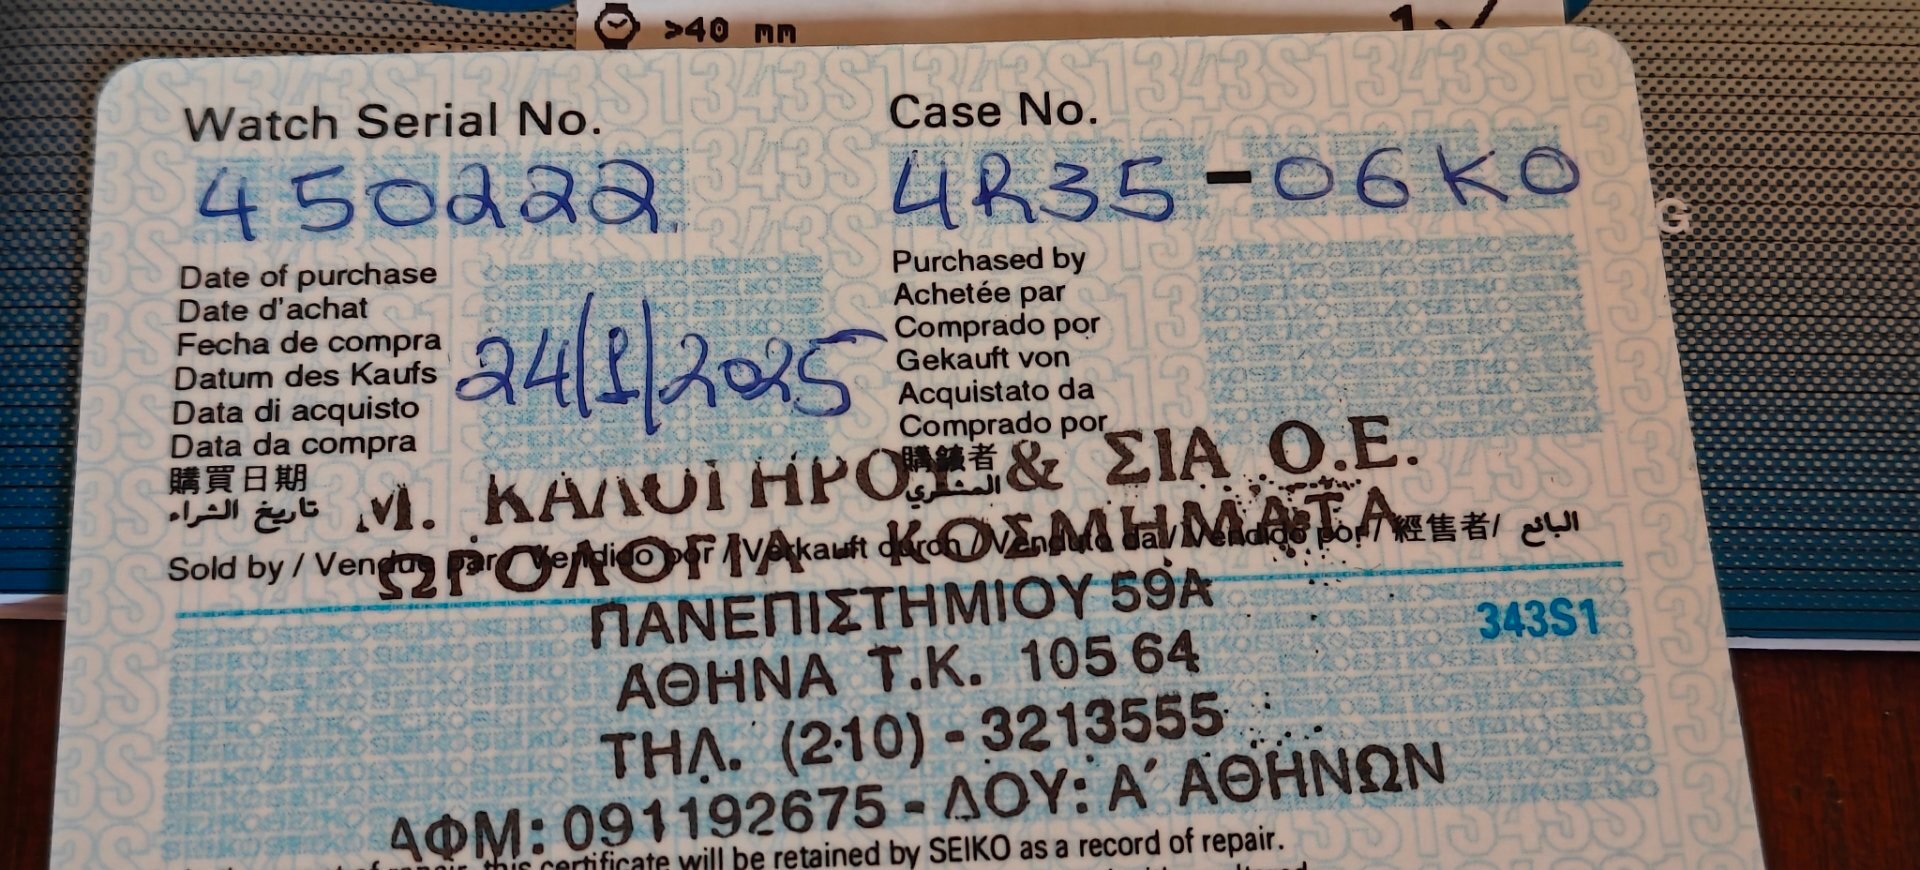 >40 mm 1✓
Watch Serial No. Case No.
450222 4R35-06K0
Date of purchase
Date d'achat
Fecha de compra
Datum des Kaufs
Data di acquisto
Data da compra
購買日期
تاريخ الشراء
24/1/2025
Purchased by
Achetée par
Comprado por
Gekauft von
Acquistato da
Comprado por
المشتري
G
Μ. ΚΑΛΟΓΗΡΟΥ & ΣΙΑ Ο.Ε.
ΩΡΟΛΟΓΙΑ ΚΟΣΜΗΜΑΤΑ
Sold by / Vendu par / Vendido por / Verkauft durch / Venduto da / Vendido por / 經售者/ البائع
343S1
ΠΑΝΕΠΙΣΤΗΜΙΟΥ 59Α
ΑΘΗΝΑ Τ.Κ. 105 64
ΤΗΛ. (210) - 3213555
ΑΦΜ: 091192675 - ΔΟΥ: Α΄ ΑΘΗΝΩΝ
repair, this certificate will be retained by SEIKO as a record of repair.